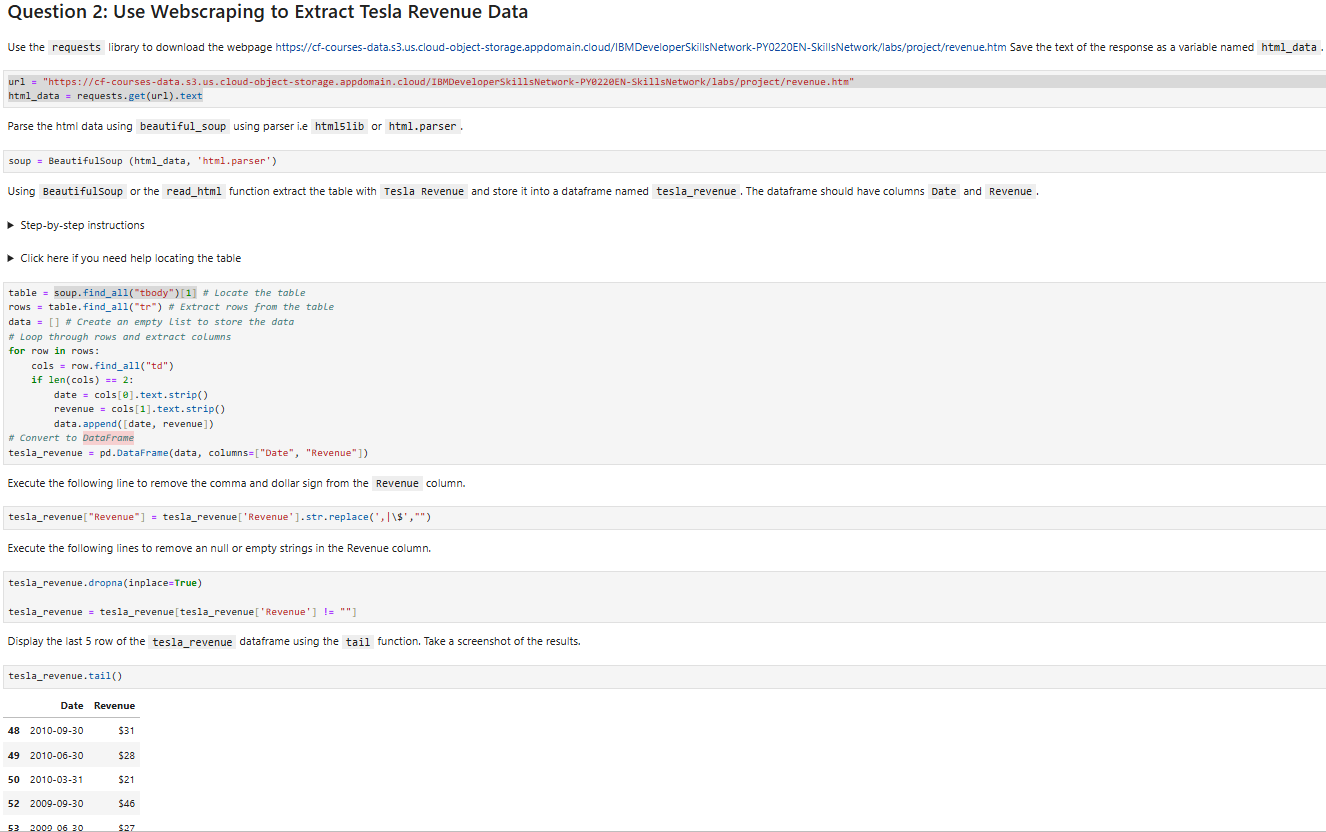 Question 2: Use Webscraping to Extract Tesla Revenue Data
Use the requests library to download the webpage https://cf-courses-data.s3.us.cloud-object-storage.appdomain.cloud/IBMDeveloperSkillsNetwork-PY0220EN-SkillsNetwork/labs/project/revenue.htm Save the text of the response as a variable named html_data.
url = "https://cf-courses-data.s3.us.cloud-object-storage.appdomain.cloud/IBMDeveloperSkillsNetwork-PY0220EN-SkillsNetwork/labs/project/revenue.htm"
html_data = requests.get(url).text
Parse the html data using beautiful_soup using parser i.e html5lib or html.parser.
soup = BeautifulSoup (html_data, 'html.parser')
Using BeautifulSoup or the read_html function extract the table with Tesla Revenue and store it into a dataframe named tesla_revenue. The dataframe should have columns Date and Revenue.
▶ Step-by-step instructions
▶ Click here if you need help locating the table
table = soup.find_all("tbody")[1] # Locate the table
rows = table.find_all("tr") # Extract rows from the table
data = [] # Create an empty list to store the data
# Loop through rows and extract columns
for row in rows:
    cols = row.find_all("td")
    if len(cols) == 2:
        date = cols[0].text.strip()
        revenue = cols[1].text.strip()
        data.append([date, revenue])
# Convert to DataFrame
tesla_revenue = pd.DataFrame(data, columns=["Date", "Revenue"])
Execute the following line to remove the comma and dollar sign from the Revenue column.
tesla_revenue["Revenue"] = tesla_revenue['Revenue'].str.replace(',|\$',"")
Execute the following lines to remove an null or empty strings in the Revenue column.
tesla_revenue.dropna(inplace=True)
tesla_revenue = tesla_revenue[tesla_revenue['Revenue'] != ""]
Display the last 5 row of the tesla_revenue dataframe using the tail function. Take a screenshot of the results.
tesla_revenue.tail()
Date Revenue
48 2010-09-30 $31
49 2010-06-30 $28
50 2010-03-31 $21
52 2009-09-30 $46
53 2009-06-30 $27